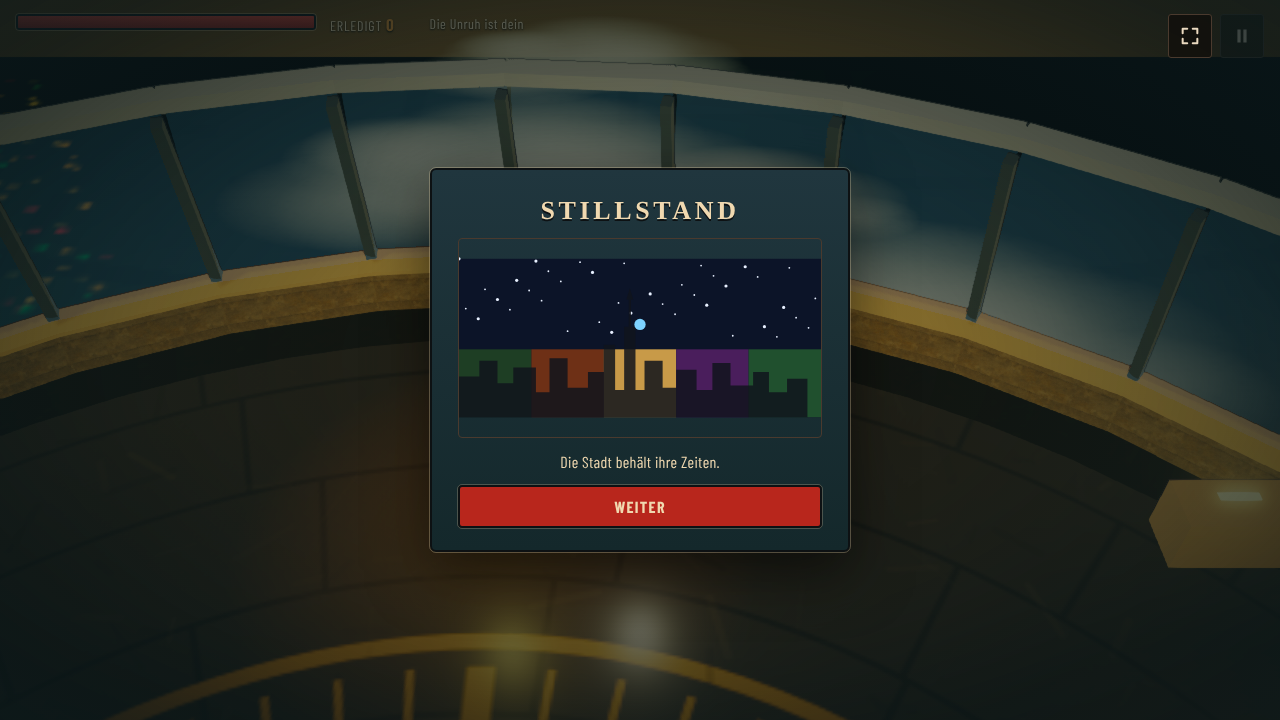 ERLEDIGT 0
Die Unruh ist dein
STILLSTAND
Die Stadt behält ihre Zeiten.
WEITER